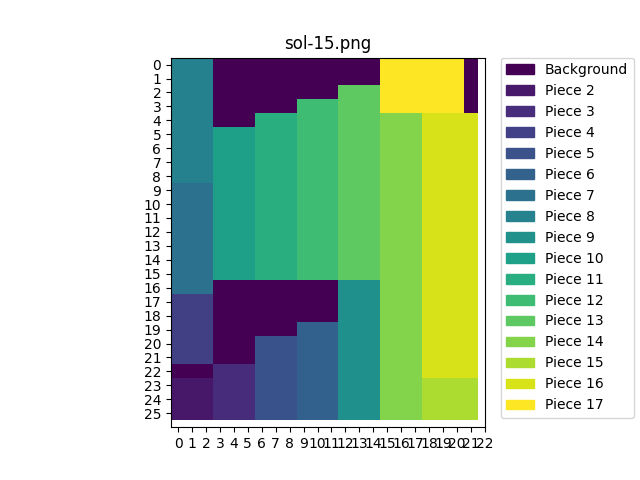 sol-15.png
0
1
2
3
4
5
6
7
8
9
10
11
12
13
14
15
16
17
18
19
20
21
22
23
24
25
0 1 2 3 4 5 6 7 8 9 10 11 12 13 14 15 16 17 18 19 20 21 22
Background
Piece 2
Piece 3
Piece 4
Piece 5
Piece 6
Piece 7
Piece 8
Piece 9
Piece 10
Piece 11
Piece 12
Piece 13
Piece 14
Piece 15
Piece 16
Piece 17